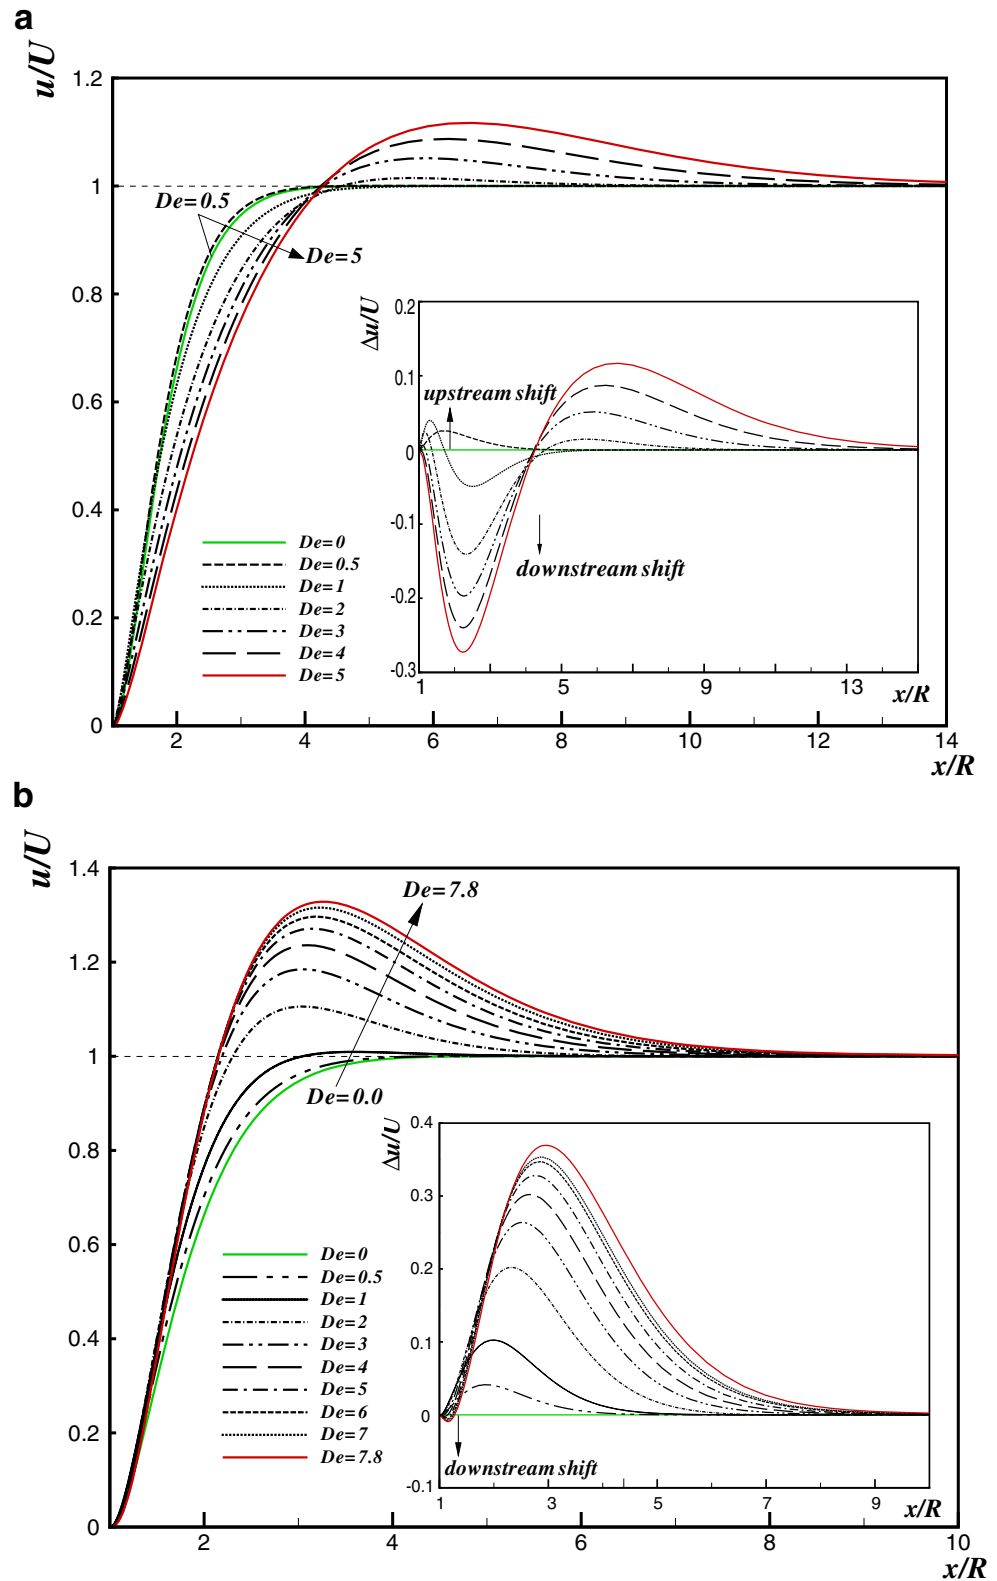 a
u/U
1.2
1
0.8
0.6
0.4
0.2
0
De=0.5
De=5
De=0
De=0.5
De=1
De=2
De=3
De=4
De=5
Δu/U
0.2
0.1
0
-0.1
-0.2
-0.3
upstream shift
downstream shift
1 5 9 13
x/R
2 4 6 8 10 12 14
x/R
b
u/U
1.4
1.2
1
0.8
0.6
0.4
0.2
0
De=7.8
De=0.0
De=0
De=0.5
De=1
De=2
De=3
De=4
De=5
De=6
De=7
De=7.8
Δu/U
0.4
0.3
0.2
0.1
0
-0.1
downstream shift
1 3 5 7 9
x/R
2 4 6 8 10
x/R